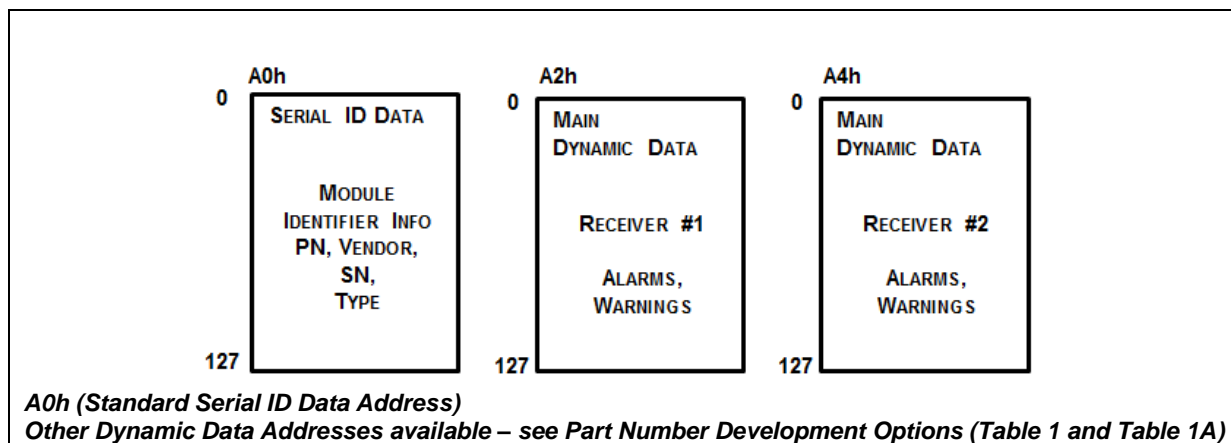 A0h
0
SERIAL ID DATA
MODULE
IDENTIFIER INFO
PN, VENDOR,
SN,
TYPE
127
A2h
0
MAIN
DYNAMIC DATA
RECEIVER #1
ALARMS,
WARNINGS
127
A4h
0
MAIN
DYNAMIC DATA
RECEIVER #2
ALARMS,
WARNINGS
127
A0h (Standard Serial ID Data Address)
Other Dynamic Data Addresses available – see Part Number Development Options (Table 1 and Table 1A)